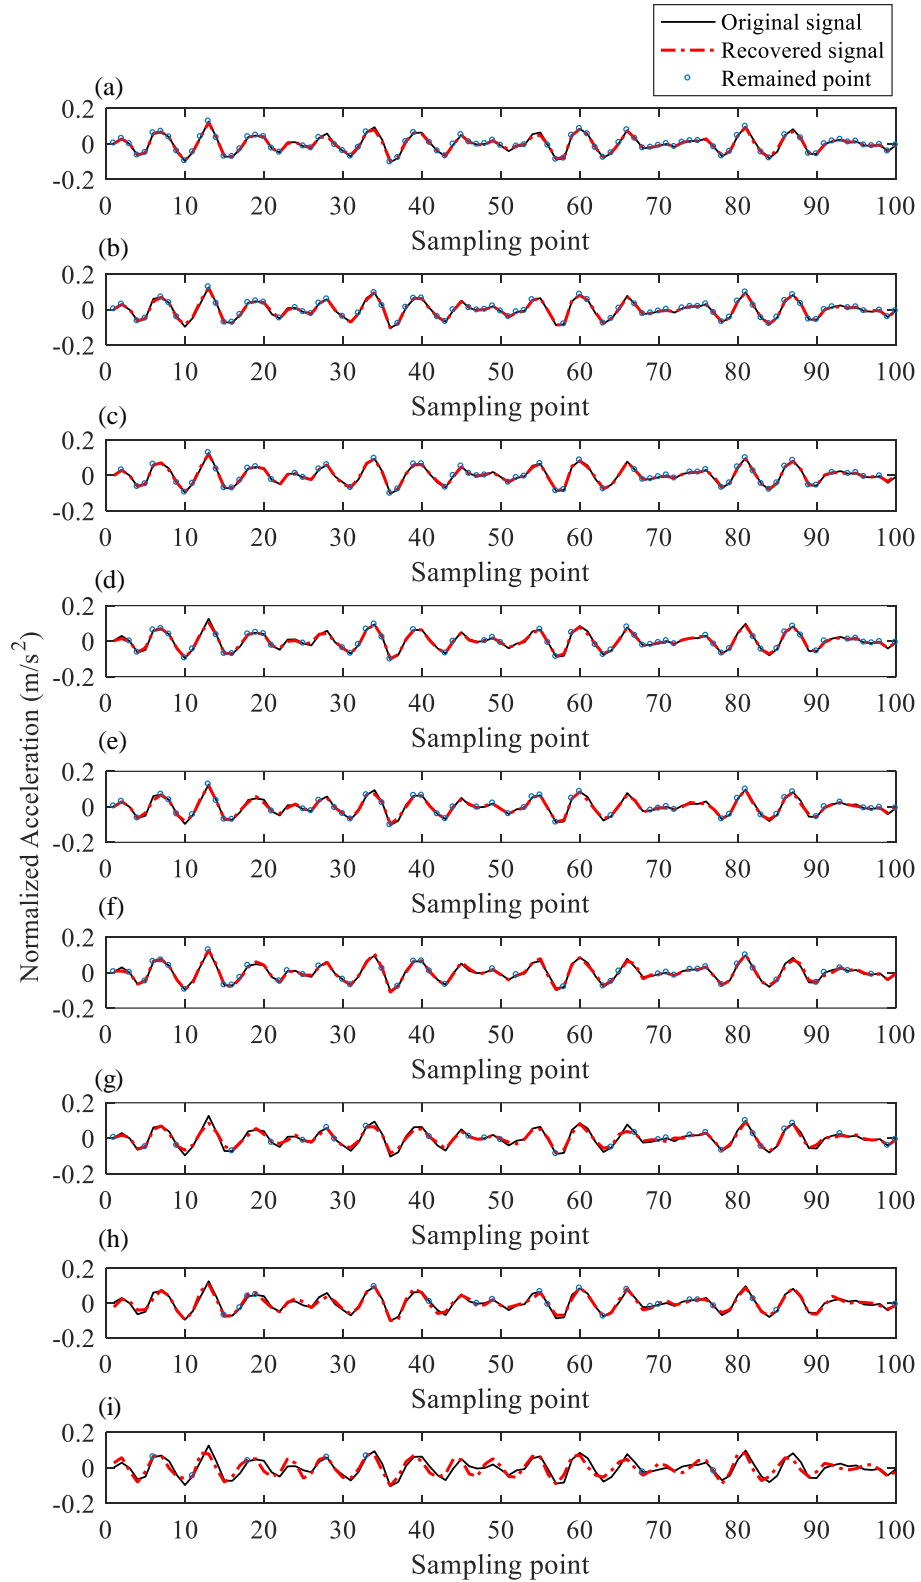 Original signal
Recovered signal
Remained point
(a)
0.2
0
-0.2
0 10 20 30 40 50 60 70 80 90 100
Sampling point
(b)
0.2
0
-0.2
0 10 20 30 40 50 60 70 80 90 100
Sampling point
(c)
0.2
0
-0.2
0 10 20 30 40 50 60 70 80 90 100
Sampling point
(d)
0.2
0
-0.2
0 10 20 30 40 50 60 70 80 90 100
Sampling point
Normalized Acceleration (m/s²)
(e)
0.2
0
-0.2
0 10 20 30 40 50 60 70 80 90 100
Sampling point
(f)
0.2
0
-0.2
0 10 20 30 40 50 60 70 80 90 100
Sampling point
(g)
0.2
0
-0.2
0 10 20 30 40 50 60 70 80 90 100
Sampling point
(h)
0.2
0
-0.2
0 10 20 30 40 50 60 70 80 90 100
Sampling point
(i)
0.2
0
-0.2
0 10 20 30 40 50 60 70 80 90 100
Sampling point